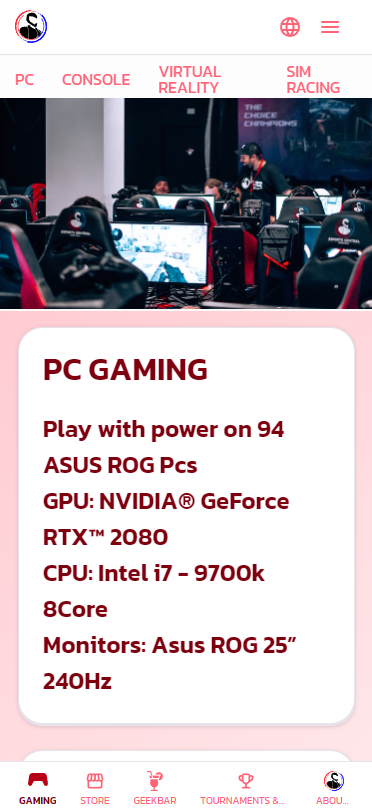 PC CONSOLE VIRTUAL REALITY SIM RACING
THE
CHOICE
CHAMPIONS
PC GAMING
Play with power on 94
ASUS ROG Pcs
GPU: NVIDIA® GeForce
RTX™ 2080
CPU: Intel i7 - 9700k
8Core
Monitors: Asus ROG 25”
240Hz
GAMING STORE GEEKBAR TOURNAMENTS &... ABOU...